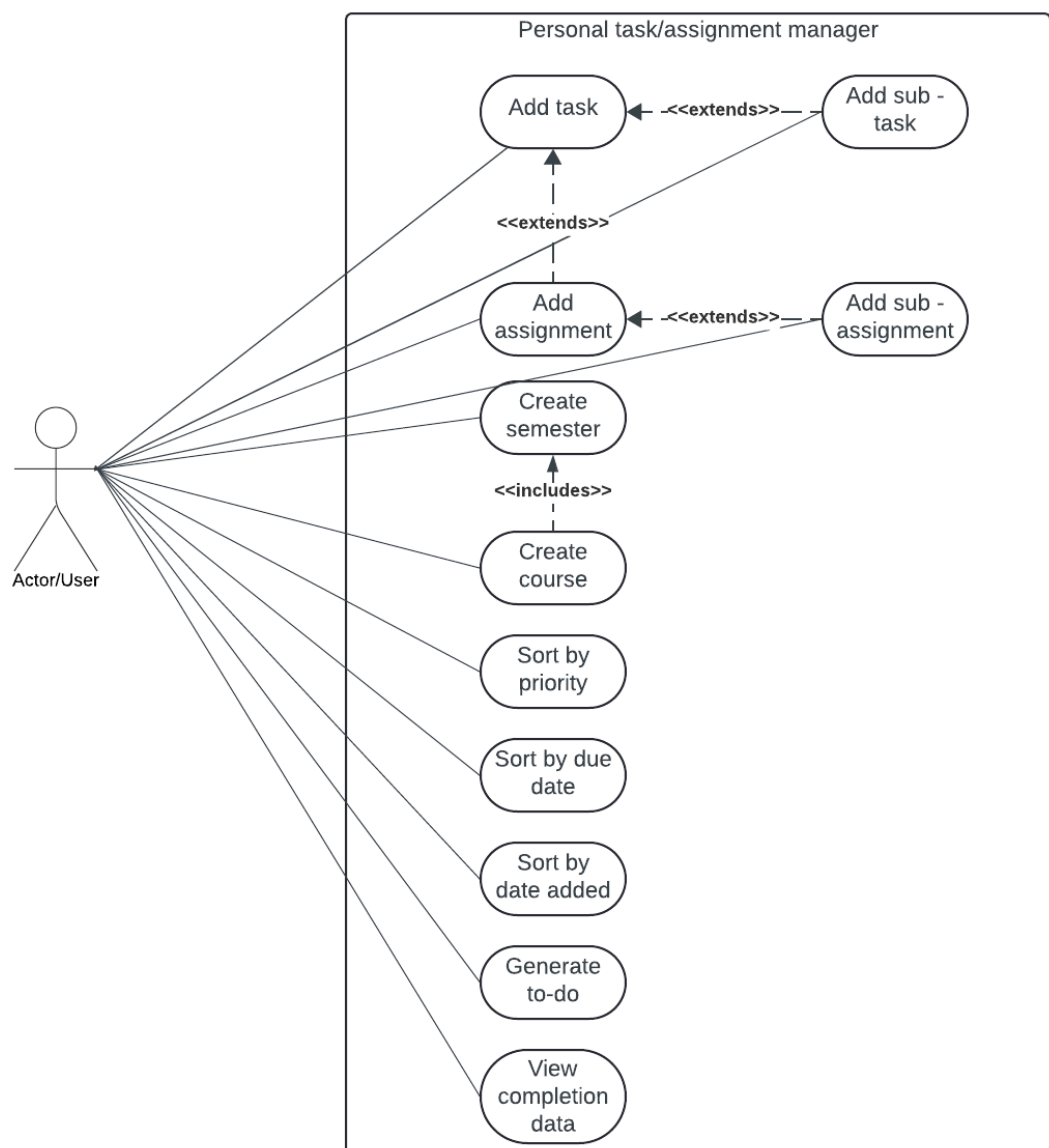 Personal task/assignment manager
Add task
<<extends>>
Add sub -
task
<<extends>>
Add
assignment
<<extends>>
Add sub -
assignment
Create
semester
<<includes>>
Create
course
Actor/User
Sort by
priority
Sort by due
date
Sort by
date added
Generate
to-do
View
completion
data